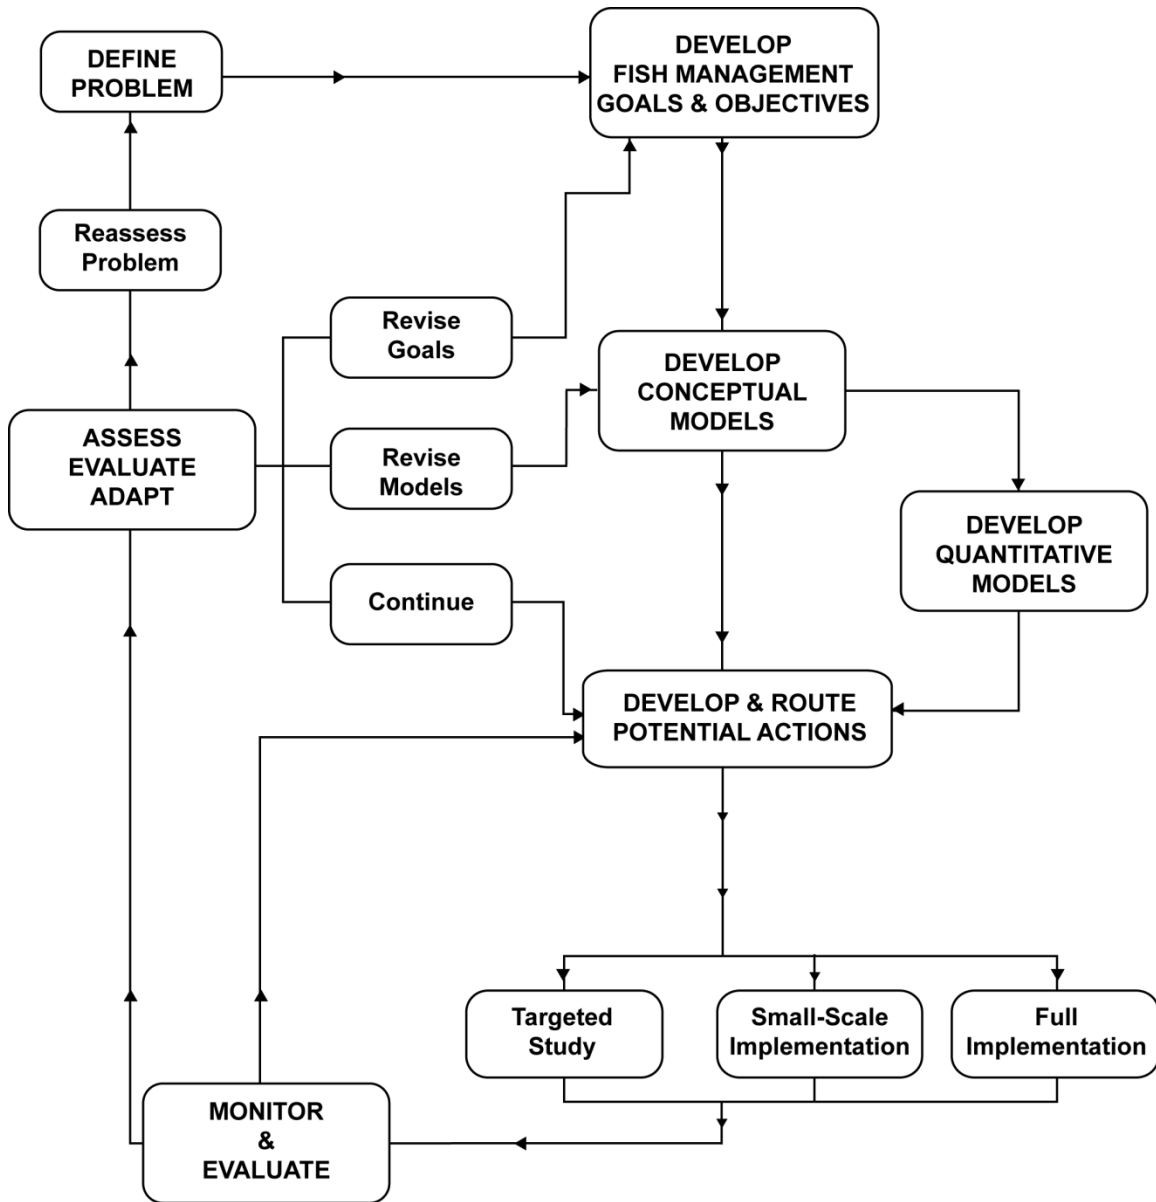 DEFINE
PROBLEM
DEVELOP
FISH MANAGEMENT
GOALS & OBJECTIVES
Reassess
Problem
Revise
Goals
DEVELOP
CONCEPTUAL
MODELS
ASSESS
EVALUATE
ADAPT
Revise
Models
DEVELOP
QUANTITATIVE
MODELS
Continue
DEVELOP & ROUTE
POTENTIAL ACTIONS
Targeted
Study
Small-Scale
Implementation
Full
Implementation
MONITOR
&
EVALUATE